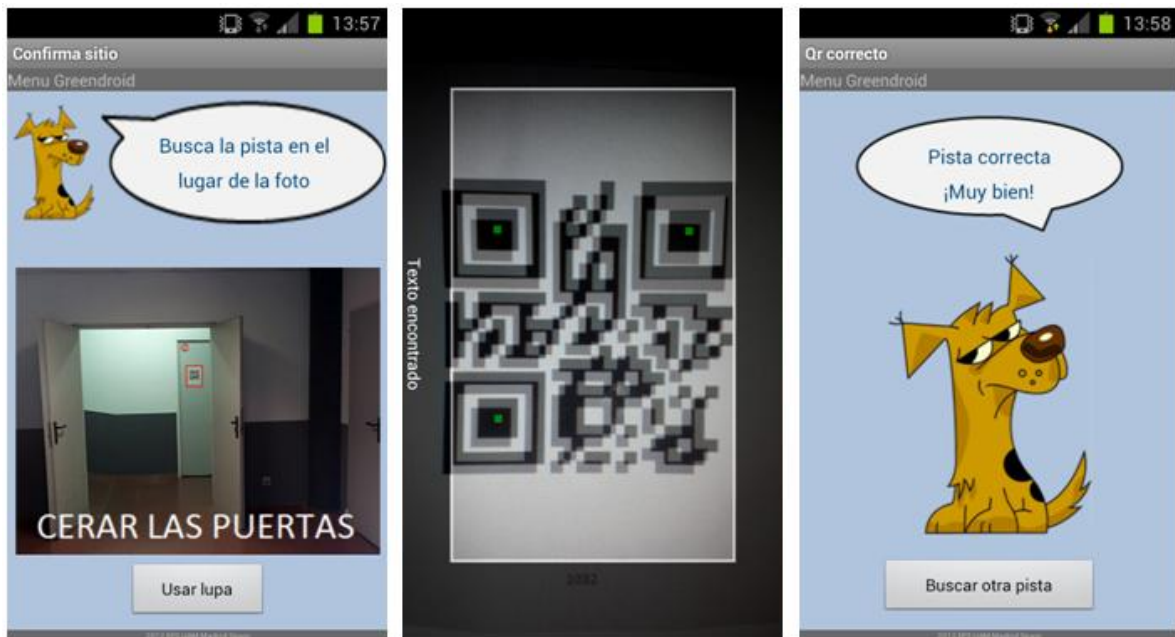 13:57
Confirma sitio
Menu Greendroid
Busca la pista en el
lugar de la foto
CERAR LAS PUERTAS
Usar lupa
Texto encontrado
13:58
Qr correcto
Menu Greendroid
Pista correcta
¡Muy bien!
Buscar otra pista